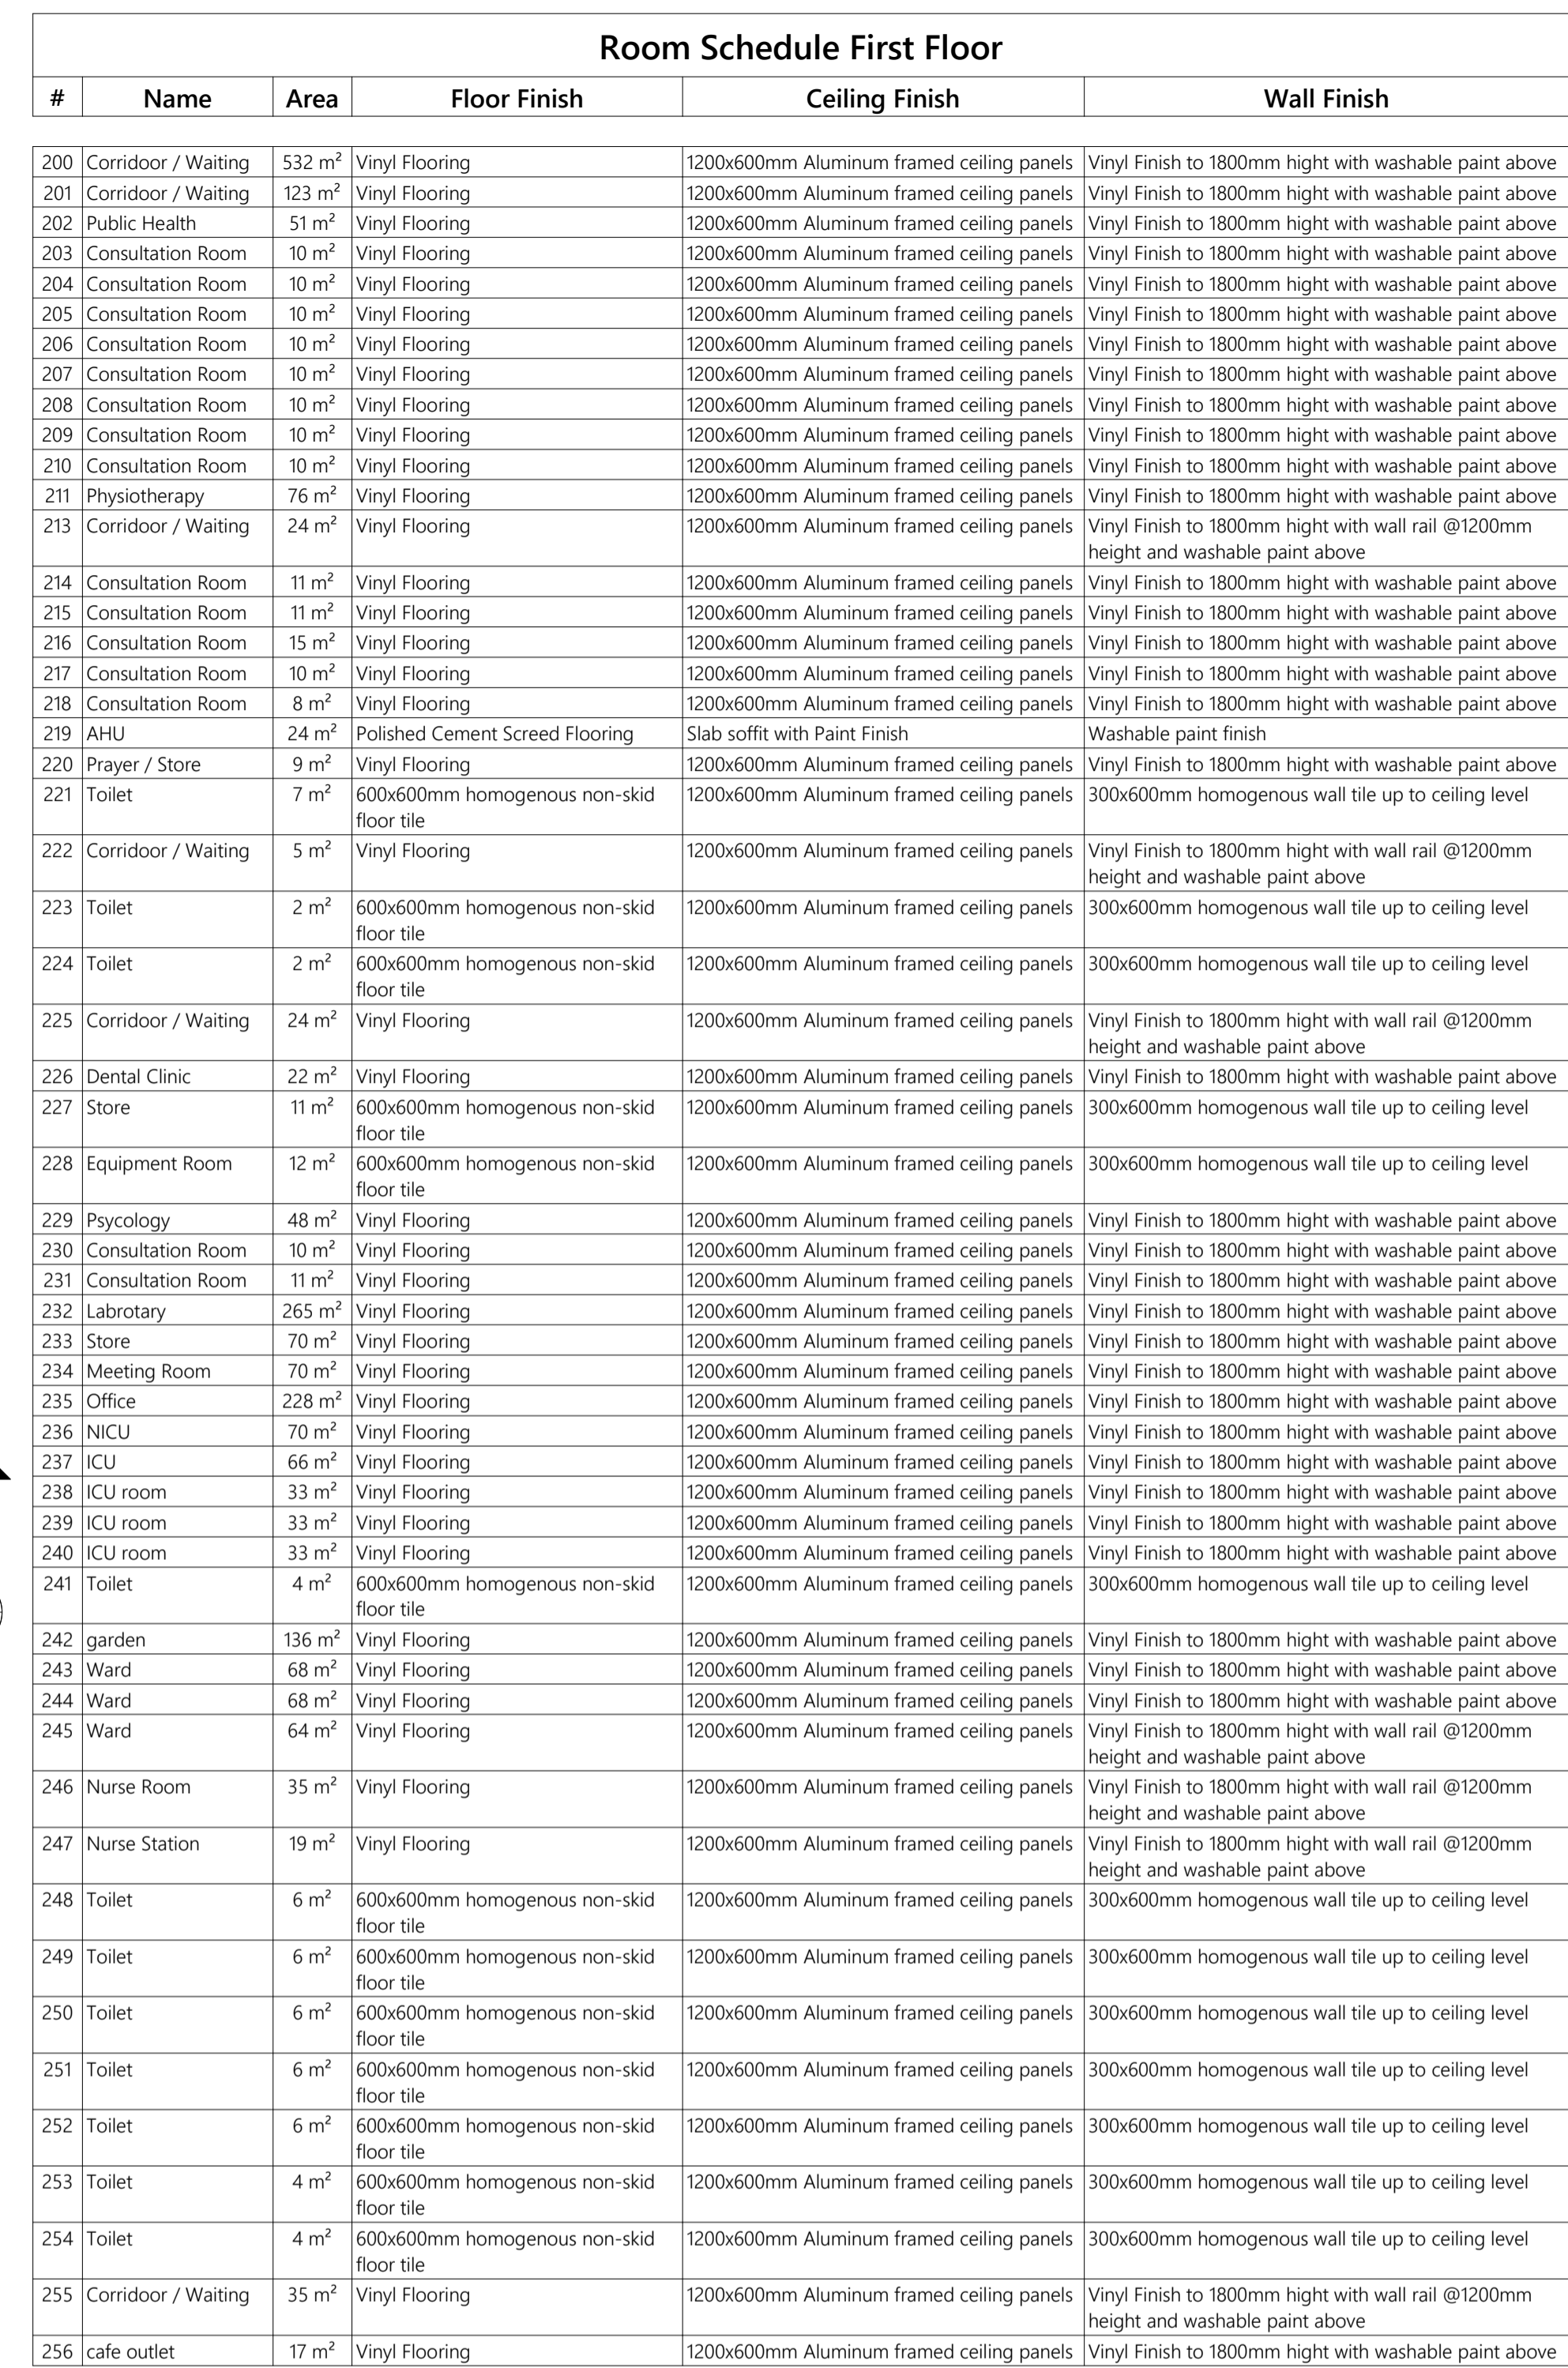 Room Schedule First Floor
# Name Area Floor Finish Ceiling Finish Wall Finish
200 Corridoor / Waiting 532 m² Vinyl Flooring 1200x600mm Aluminum framed ceiling panels Vinyl Finish to 1800mm hight with washable paint above
201 Corridoor / Waiting 123 m² Vinyl Flooring 1200x600mm Aluminum framed ceiling panels Vinyl Finish to 1800mm hight with washable paint above
202 Public Health 51 m² Vinyl Flooring 1200x600mm Aluminum framed ceiling panels Vinyl Finish to 1800mm hight with washable paint above
203 Consultation Room 10 m² Vinyl Flooring 1200x600mm Aluminum framed ceiling panels Vinyl Finish to 1800mm hight with washable paint above
204 Consultation Room 10 m² Vinyl Flooring 1200x600mm Aluminum framed ceiling panels Vinyl Finish to 1800mm hight with washable paint above
205 Consultation Room 10 m² Vinyl Flooring 1200x600mm Aluminum framed ceiling panels Vinyl Finish to 1800mm hight with washable paint above
206 Consultation Room 10 m² Vinyl Flooring 1200x600mm Aluminum framed ceiling panels Vinyl Finish to 1800mm hight with washable paint above
207 Consultation Room 10 m² Vinyl Flooring 1200x600mm Aluminum framed ceiling panels Vinyl Finish to 1800mm hight with washable paint above
208 Consultation Room 10 m² Vinyl Flooring 1200x600mm Aluminum framed ceiling panels Vinyl Finish to 1800mm hight with washable paint above
209 Consultation Room 10 m² Vinyl Flooring 1200x600mm Aluminum framed ceiling panels Vinyl Finish to 1800mm hight with washable paint above
210 Consultation Room 10 m² Vinyl Flooring 1200x600mm Aluminum framed ceiling panels Vinyl Finish to 1800mm hight with washable paint above
211 Physiotherapy 76 m² Vinyl Flooring 1200x600mm Aluminum framed ceiling panels Vinyl Finish to 1800mm hight with washable paint above
213 Corridoor / Waiting 24 m² Vinyl Flooring 1200x600mm Aluminum framed ceiling panels Vinyl Finish to 1800mm hight with wall rail @1200mm
height and washable paint above
214 Consultation Room 11 m² Vinyl Flooring 1200x600mm Aluminum framed ceiling panels Vinyl Finish to 1800mm hight with washable paint above
215 Consultation Room 11 m² Vinyl Flooring 1200x600mm Aluminum framed ceiling panels Vinyl Finish to 1800mm hight with washable paint above
216 Consultation Room 15 m² Vinyl Flooring 1200x600mm Aluminum framed ceiling panels Vinyl Finish to 1800mm hight with washable paint above
217 Consultation Room 10 m² Vinyl Flooring 1200x600mm Aluminum framed ceiling panels Vinyl Finish to 1800mm hight with washable paint above
218 Consultation Room 8 m² Vinyl Flooring 1200x600mm Aluminum framed ceiling panels Vinyl Finish to 1800mm hight with washable paint above
219 AHU 24 m² Polished Cement Screed Flooring Slab soffit with Paint Finish Washable paint finish
220 Prayer / Store 9 m² Vinyl Flooring 1200x600mm Aluminum framed ceiling panels Vinyl Finish to 1800mm hight with washable paint above
221 Toilet 7 m² 600x600mm homogenous non-skid 1200x600mm Aluminum framed ceiling panels 300x600mm homogenous wall tile up to ceiling level
floor tile
222 Corridoor / Waiting 5 m² Vinyl Flooring 1200x600mm Aluminum framed ceiling panels Vinyl Finish to 1800mm hight with wall rail @1200mm
height and washable paint above
223 Toilet 2 m² 600x600mm homogenous non-skid 1200x600mm Aluminum framed ceiling panels 300x600mm homogenous wall tile up to ceiling level
floor tile
224 Toilet 2 m² 600x600mm homogenous non-skid 1200x600mm Aluminum framed ceiling panels 300x600mm homogenous wall tile up to ceiling level
floor tile
225 Corridoor / Waiting 24 m² Vinyl Flooring 1200x600mm Aluminum framed ceiling panels Vinyl Finish to 1800mm hight with wall rail @1200mm
height and washable paint above
226 Dental Clinic 22 m² Vinyl Flooring 1200x600mm Aluminum framed ceiling panels Vinyl Finish to 1800mm hight with washable paint above
227 Store 11 m² 600x600mm homogenous non-skid 1200x600mm Aluminum framed ceiling panels 300x600mm homogenous wall tile up to ceiling level
floor tile
228 Equipment Room 12 m² 600x600mm homogenous non-skid 1200x600mm Aluminum framed ceiling panels 300x600mm homogenous wall tile up to ceiling level
floor tile
229 Psycology 48 m² Vinyl Flooring 1200x600mm Aluminum framed ceiling panels Vinyl Finish to 1800mm hight with washable paint above
230 Consultation Room 10 m² Vinyl Flooring 1200x600mm Aluminum framed ceiling panels Vinyl Finish to 1800mm hight with washable paint above
231 Consultation Room 11 m² Vinyl Flooring 1200x600mm Aluminum framed ceiling panels Vinyl Finish to 1800mm hight with washable paint above
232 Labrotary 265 m² Vinyl Flooring 1200x600mm Aluminum framed ceiling panels Vinyl Finish to 1800mm hight with washable paint above
233 Store 70 m² Vinyl Flooring 1200x600mm Aluminum framed ceiling panels Vinyl Finish to 1800mm hight with washable paint above
234 Meeting Room 70 m² Vinyl Flooring 1200x600mm Aluminum framed ceiling panels Vinyl Finish to 1800mm hight with washable paint above
235 Office 228 m² Vinyl Flooring 1200x600mm Aluminum framed ceiling panels Vinyl Finish to 1800mm hight with washable paint above
236 NICU 70 m² Vinyl Flooring 1200x600mm Aluminum framed ceiling panels Vinyl Finish to 1800mm hight with washable paint above
237 ICU 66 m² Vinyl Flooring 1200x600mm Aluminum framed ceiling panels Vinyl Finish to 1800mm hight with washable paint above
238 ICU room 33 m² Vinyl Flooring 1200x600mm Aluminum framed ceiling panels Vinyl Finish to 1800mm hight with washable paint above
239 ICU room 33 m² Vinyl Flooring 1200x600mm Aluminum framed ceiling panels Vinyl Finish to 1800mm hight with washable paint above
240 ICU room 33 m² Vinyl Flooring 1200x600mm Aluminum framed ceiling panels Vinyl Finish to 1800mm hight with washable paint above
241 Toilet 4 m² 600x600mm homogenous non-skid 1200x600mm Aluminum framed ceiling panels 300x600mm homogenous wall tile up to ceiling level
floor tile
242 garden 136 m² Vinyl Flooring 1200x600mm Aluminum framed ceiling panels Vinyl Finish to 1800mm hight with washable paint above
243 Ward 68 m² Vinyl Flooring 1200x600mm Aluminum framed ceiling panels Vinyl Finish to 1800mm hight with washable paint above
244 Ward 68 m² Vinyl Flooring 1200x600mm Aluminum framed ceiling panels Vinyl Finish to 1800mm hight with washable paint above
245 Ward 64 m² Vinyl Flooring 1200x600mm Aluminum framed ceiling panels Vinyl Finish to 1800mm hight with wall rail @1200mm
height and washable paint above
246 Nurse Room 35 m² Vinyl Flooring 1200x600mm Aluminum framed ceiling panels Vinyl Finish to 1800mm hight with wall rail @1200mm
height and washable paint above
247 Nurse Station 19 m² Vinyl Flooring 1200x600mm Aluminum framed ceiling panels Vinyl Finish to 1800mm hight with wall rail @1200mm
height and washable paint above
248 Toilet 6 m² 600x600mm homogenous non-skid 1200x600mm Aluminum framed ceiling panels 300x600mm homogenous wall tile up to ceiling level
floor tile
249 Toilet 6 m² 600x600mm homogenous non-skid 1200x600mm Aluminum framed ceiling panels 300x600mm homogenous wall tile up to ceiling level
floor tile
250 Toilet 6 m² 600x600mm homogenous non-skid 1200x600mm Aluminum framed ceiling panels 300x600mm homogenous wall tile up to ceiling level
floor tile
251 Toilet 6 m² 600x600mm homogenous non-skid 1200x600mm Aluminum framed ceiling panels 300x600mm homogenous wall tile up to ceiling level
floor tile
252 Toilet 6 m² 600x600mm homogenous non-skid 1200x600mm Aluminum framed ceiling panels 300x600mm homogenous wall tile up to ceiling level
floor tile
253 Toilet 4 m² 600x600mm homogenous non-skid 1200x600mm Aluminum framed ceiling panels 300x600mm homogenous wall tile up to ceiling level
floor tile
254 Toilet 4 m² 600x600mm homogenous non-skid 1200x600mm Aluminum framed ceiling panels 300x600mm homogenous wall tile up to ceiling level
floor tile
255 Corridoor / Waiting 35 m² Vinyl Flooring 1200x600mm Aluminum framed ceiling panels Vinyl Finish to 1800mm hight with wall rail @1200mm
height and washable paint above
256 cafe outlet 17 m² Vinyl Flooring 1200x600mm Aluminum framed ceiling panels Vinyl Finish to 1800mm hight with washable paint above